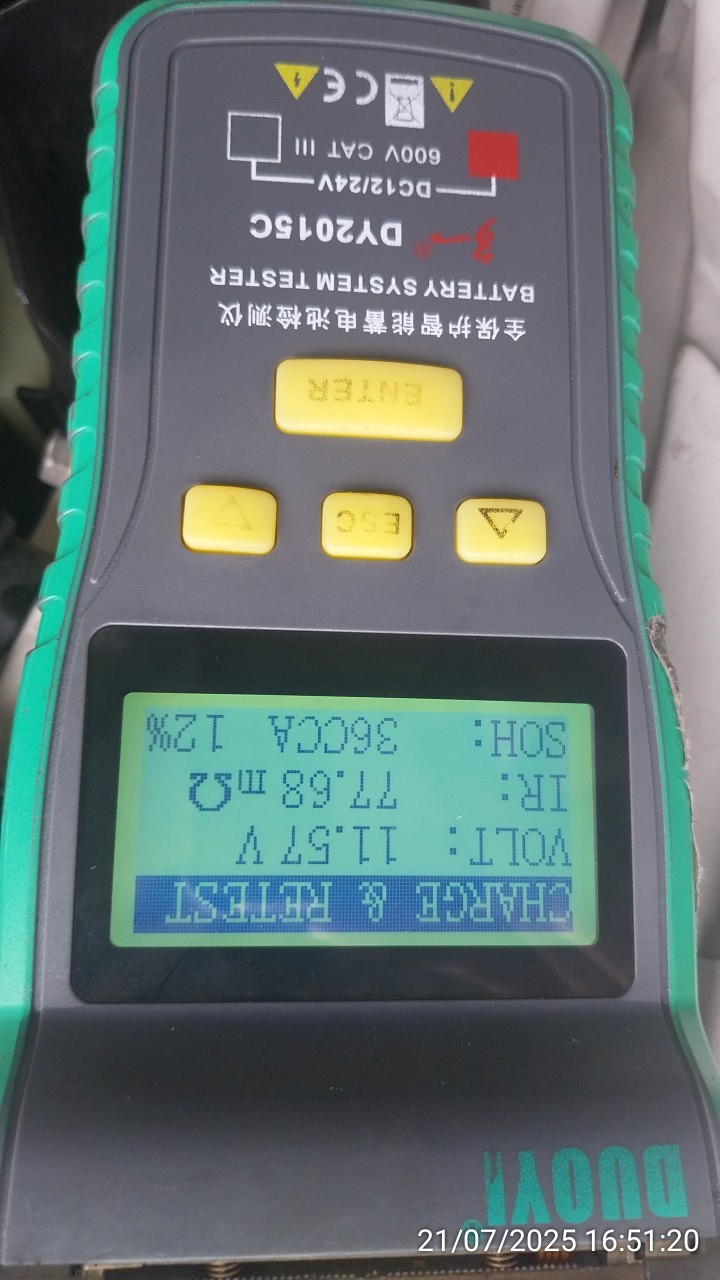 DUOYI
CHARGE & RETEST
VOLT: 11.57 V
IR: 77.68 mΩ
SOH: 36CCA 12%
ESC
ENTER
全保护智能蓄电池检测仪
BATTERY SYSTEM TESTER
DY2015C
DC12/24V
600V CAT III
CE
21/07/2025 16:51:20